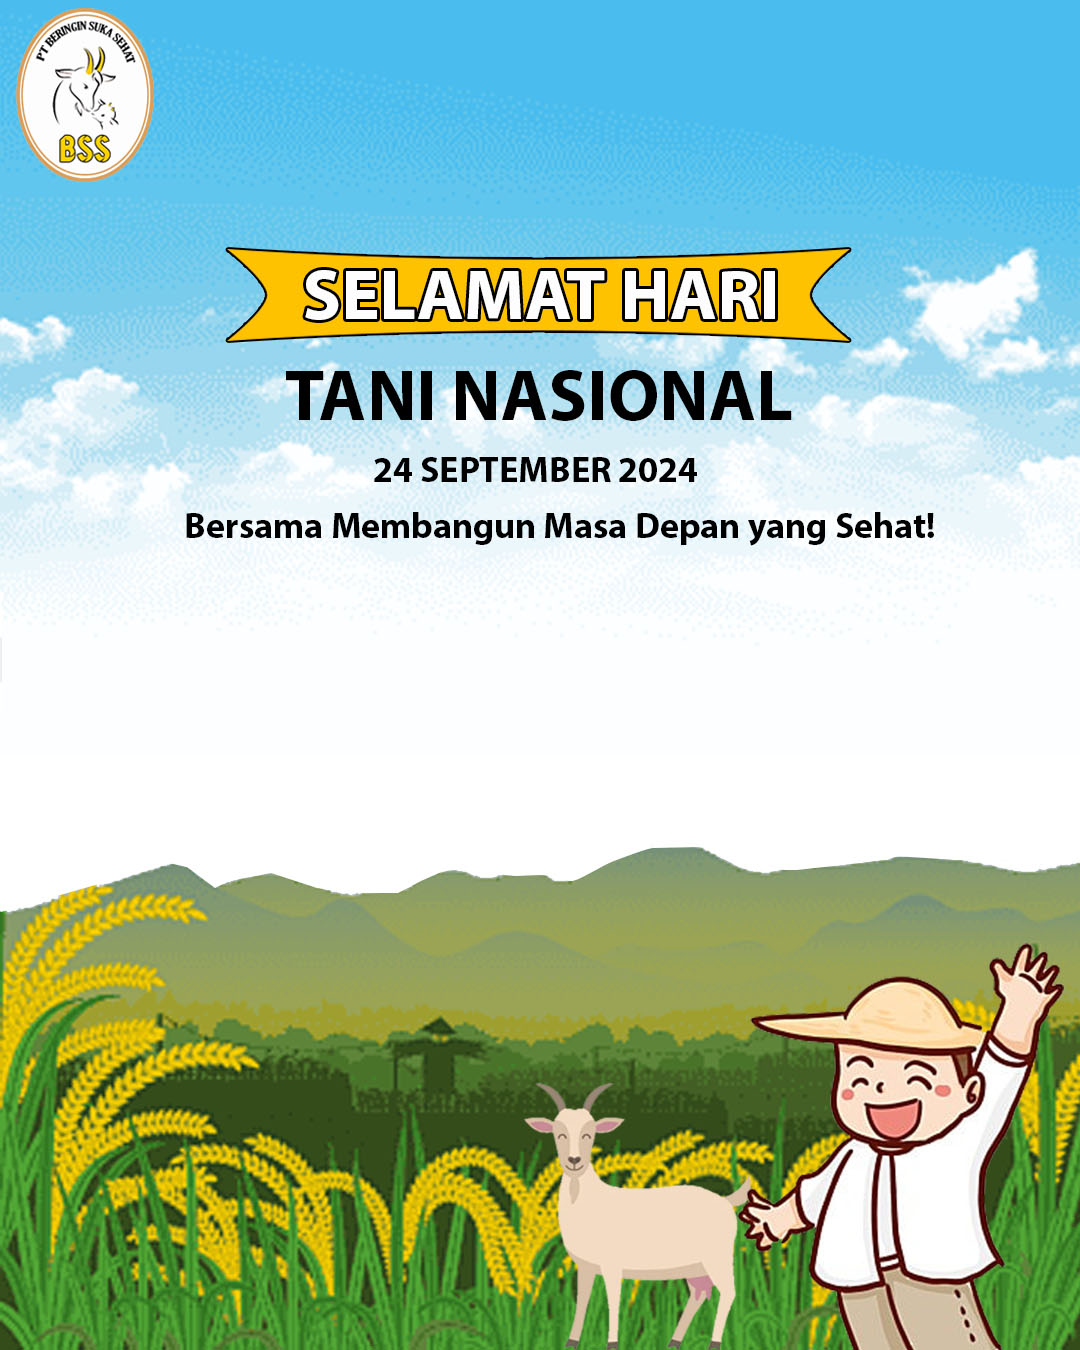 PT BERINGIN SUKA SEHAT
BSS
SELAMAT HARI
TANI NASIONAL
24 SEPTEMBER 2024
Bersama Membangun Masa Depan yang Sehat!